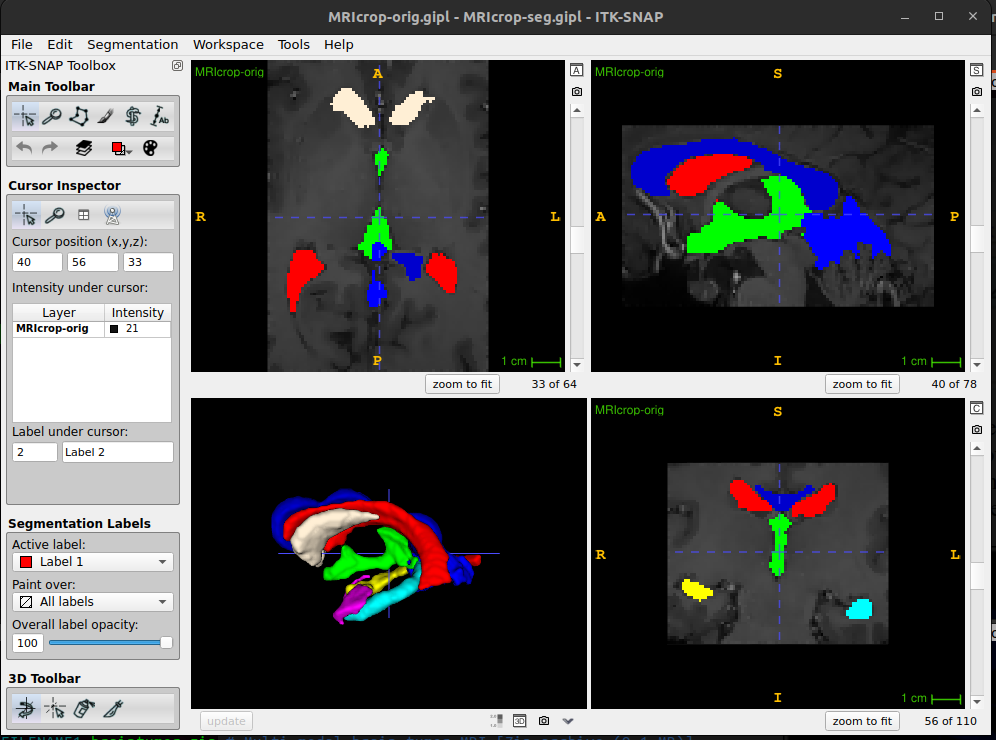 MRIcrop-orig.gipl - MRIcrop-seg.gipl - ITK-SNAP
File Edit Segmentation Workspace Tools Help
ITK-SNAP Toolbox
Main Toolbar
Ab
Cursor Inspector
Cursor position (x,y,z):
40 56 33
Intensity under cursor:
Layer Intensity
MRIcrop-orig 21
Label under cursor:
2 Label 2
Segmentation Labels
Active label:
Label 1
Paint over:
All labels
Overall label opacity:
100
3D Toolbar
MRIcrop-orig
A
R
L
P
1 cm
A
zoom to fit 33 of 64
MRIcrop-orig
S
A
P
I
1 cm
S
zoom to fit 40 of 78
update
3D
MRIcrop-orig
S
R
L
I
1 cm
C
zoom to fit 56 of 110